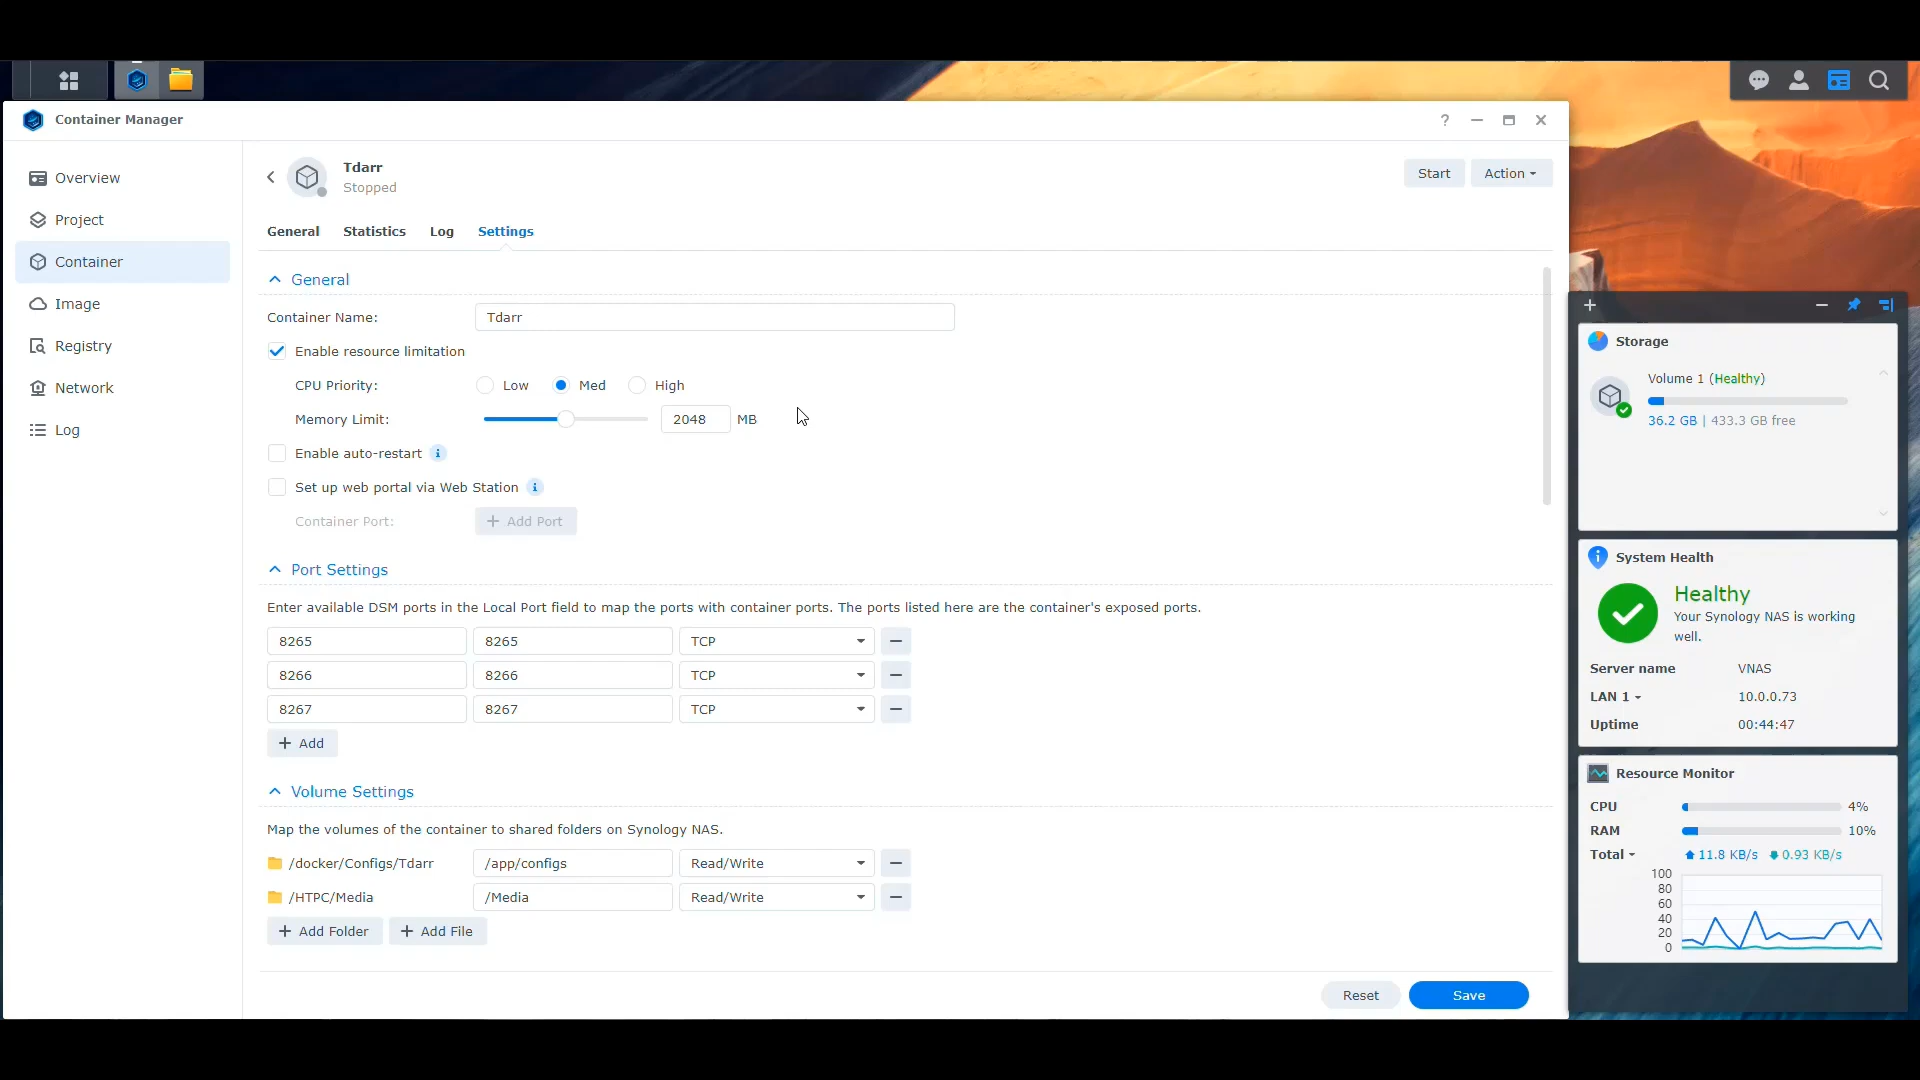 Container Manager
?
Overview
Project
Container
Image
Registry
Network
Log
Tdarr
Stopped
Start
Action
General
Statistics
Log
Settings
General
Container Name:
Tdarr
Enable resource limitation
CPU Priority:
Low
Med
High
Memory Limit:
2048
MB
Enable auto-restart
Set up web portal via Web Station
Container Port:
+ Add Port
Port Settings
Enter available DSM ports in the Local Port field to map the ports with container ports. The ports listed here are the container's exposed ports.
8265
8265
TCP
8266
8266
TCP
8267
8267
TCP
+ Add
Volume Settings
Map the volumes of the container to shared folders on Synology NAS.
/docker/Configs/Tdarr
/app/configs
Read/Write
/HTPC/Media
/Media
Read/Write
+ Add Folder
+ Add File
Reset
Save
Storage
Volume 1 (Healthy)
36.2 GB | 433.3 GB free
System Health
Healthy
Your Synology NAS is working
well.
Server name
VNAS
LAN 1
10.0.0.73
Uptime
00:44:47
Resource Monitor
CPU
4%
RAM
10%
Total
11.8 KB/s
0.93 KB/s
100
80
60
40
20
0